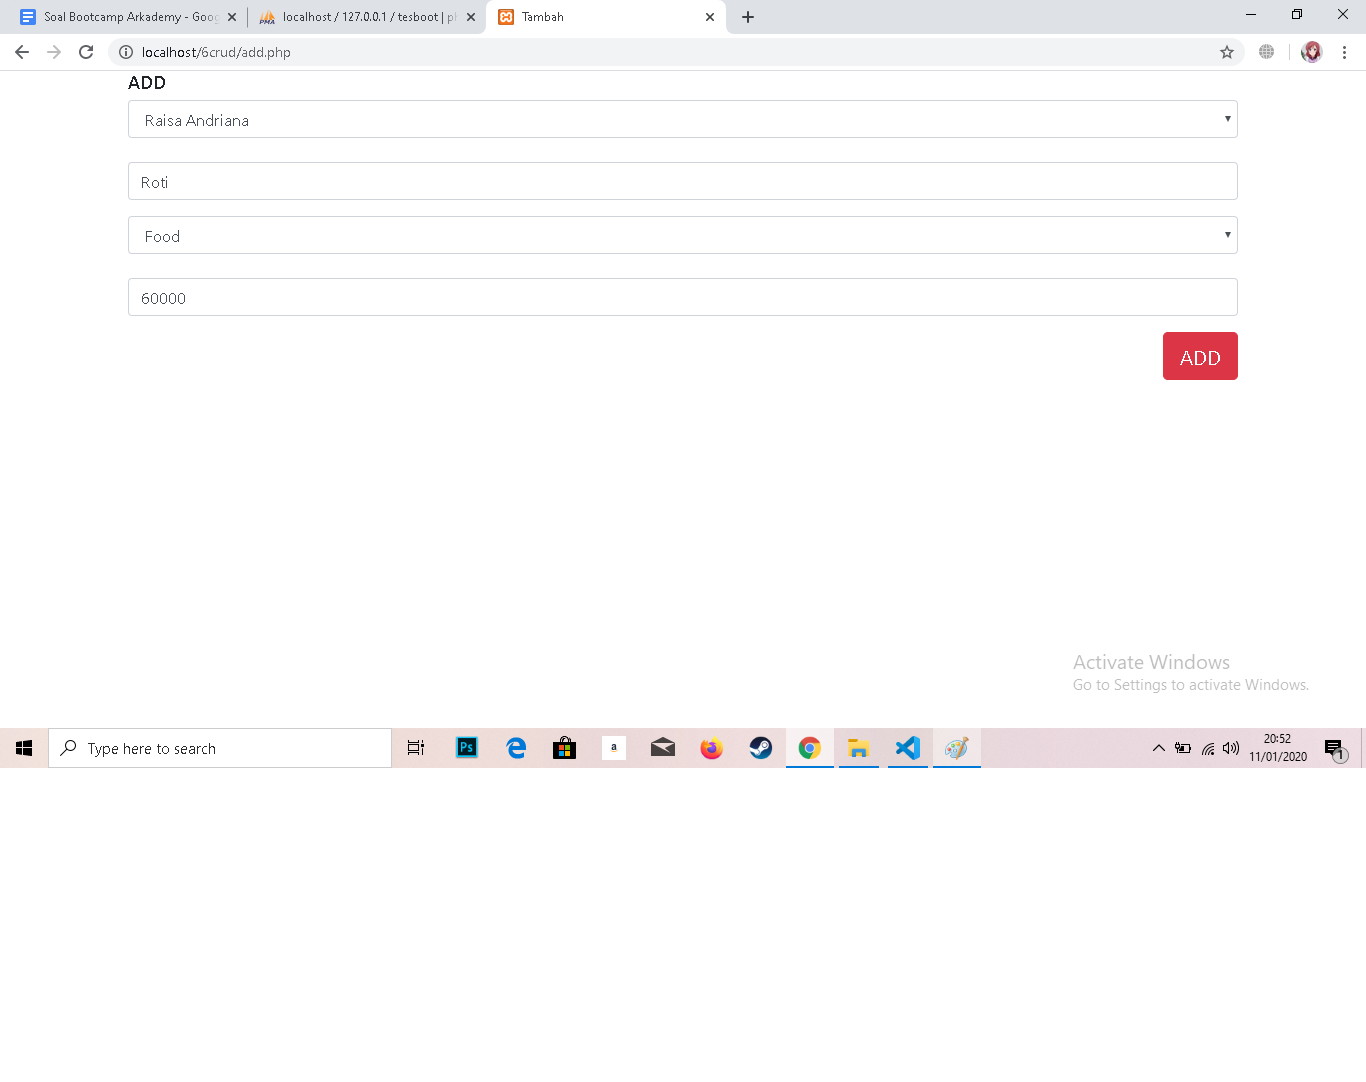 Soal Bootcamp Arkademy - Goog
localhost / 127.0.0.1 / tesboot | ph
Tambah
localhost/6crud/add.php
ADD
Raisa Andriana
Roti
Food
60000
ADD
Activate Windows
Go to Settings to activate Windows.
Type here to search
Ps
a
20:52
11/01/2020
1